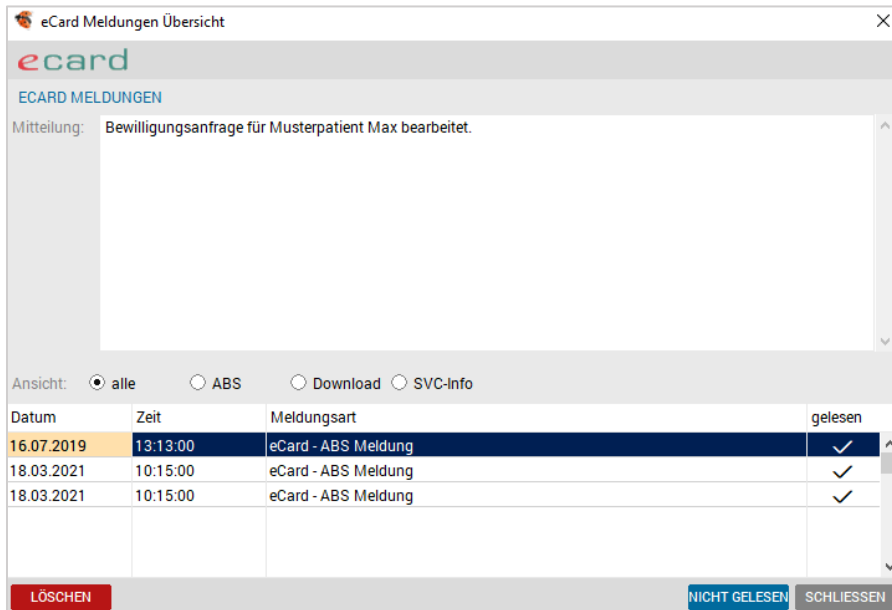 eCard Meldungen Übersicht
ecard
ECARD MELDUNGEN
Mitteilung: Bewilligungsanfrage für Musterpatient Max bearbeitet.
Ansicht: alle ABS Download SVC-Info
Datum Zeit Meldungsart gelesen
16.07.2019 13:13:00 eCard - ABS Meldung
18.03.2021 10:15:00 eCard - ABS Meldung
18.03.2021 10:15:00 eCard - ABS Meldung
LÖSCHEN NICHT GELESEN SCHLIESSEN